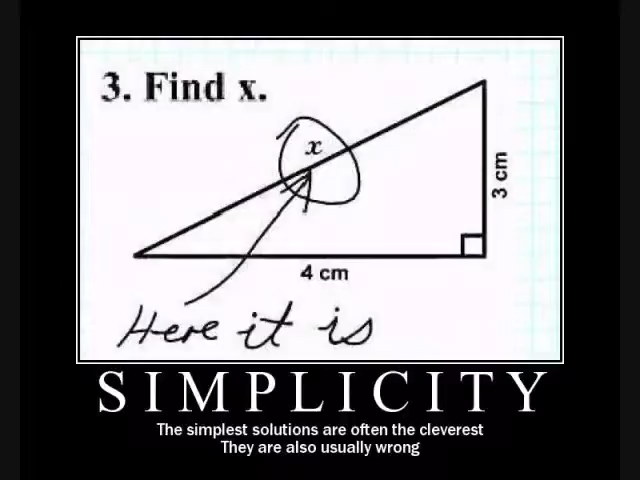 3. Find x.
x
3 cm
4 cm
Here it is
SIMPLICITY
The simplest solutions are often the cleverest
They are also usually wrong